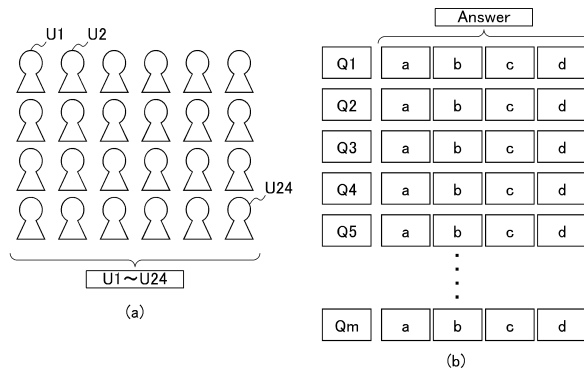 U1 U2
U24
U1～U24
(a)
Answer
Q1 a b c d
Q2 a b c d
Q3 a b c d
Q4 a b c d
Q5 a b c d
Qm a b c d
(b)